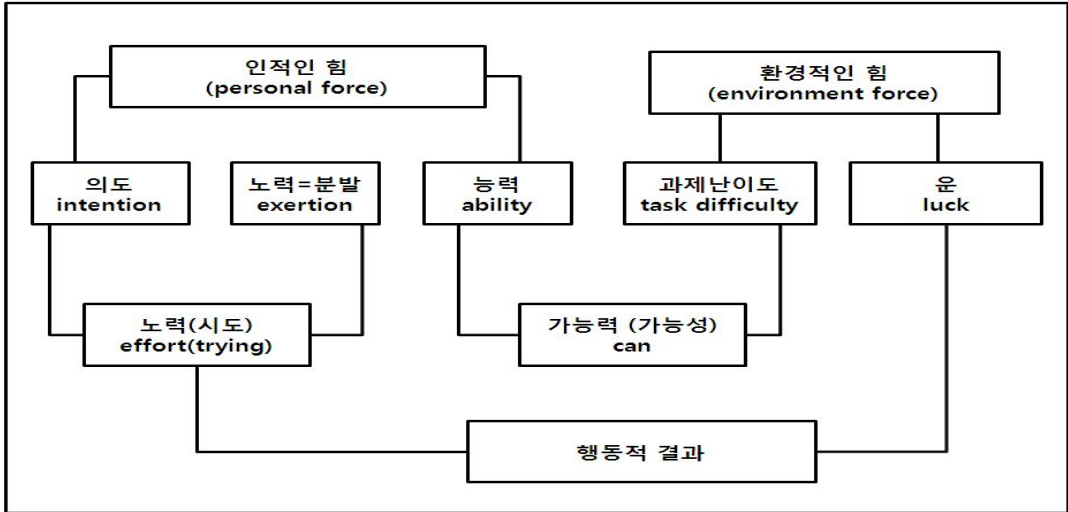 인적인 힘
(personal force)
환경적인 힘
(environment force)
의도
intention
노력=분발
exertion
능력
ability
과제난이도
task difficulty
운
luck
노력(시도)
effort(trying)
가능력 (가능성)
can
행동적 결과